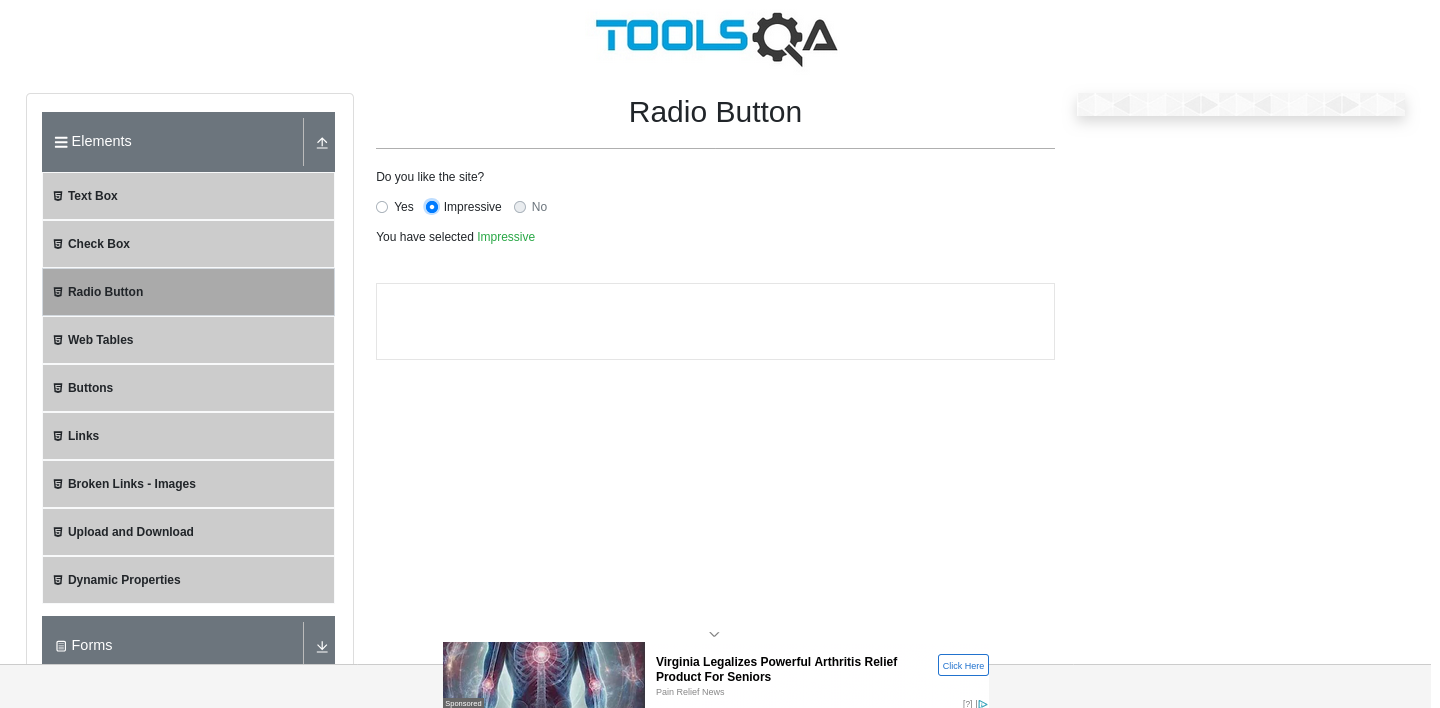 TOOLSQA
Elements
Text Box
Check Box
Radio Button
Web Tables
Buttons
Links
Broken Links - Images
Upload and Download
Dynamic Properties
Forms
Radio Button
Do you like the site?
Yes Impressive No
You have selected Impressive
Sponsored
Virginia Legalizes Powerful Arthritis Relief
Product For Seniors
Pain Relief News
Click Here
[?]